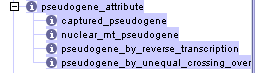 pseudogene_attribute
captured_pseudogene
nuclear_mt_pseudogene
pseudogene_by_reverse_transcription
pseudogene_by_unequal_crossing_over